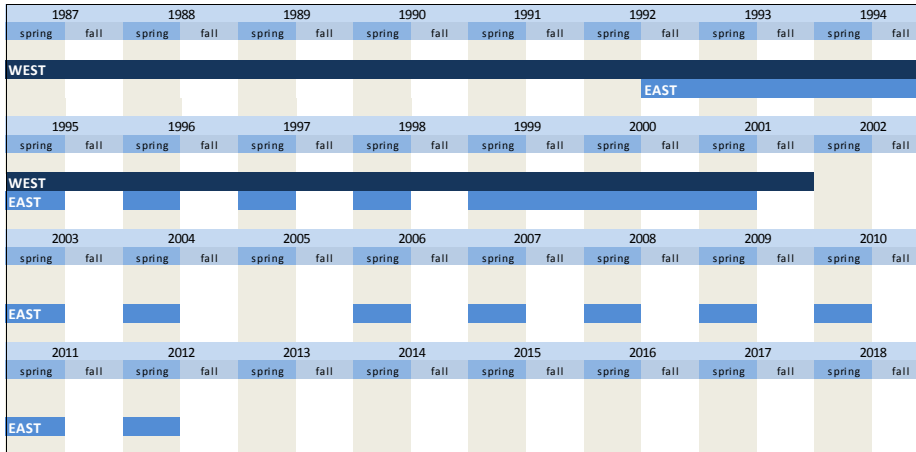 1987 1988 1989 1990 1991 1992 1993 1994
spring fall spring fall spring fall spring fall spring fall spring fall spring fall spring fall
WEST
EAST
1995 1996 1997 1998 1999 2000 2001 2002
spring fall spring fall spring fall spring fall spring fall spring fall spring fall spring fall
WEST
EAST
2003 2004 2005 2006 2007 2008 2009 2010
spring fall spring fall spring fall spring fall spring fall spring fall spring fall spring fall
EAST
2011 2012 2013 2014 2015 2016 2017 2018
spring fall spring fall spring fall spring fall spring fall spring fall spring fall spring fall
EAST